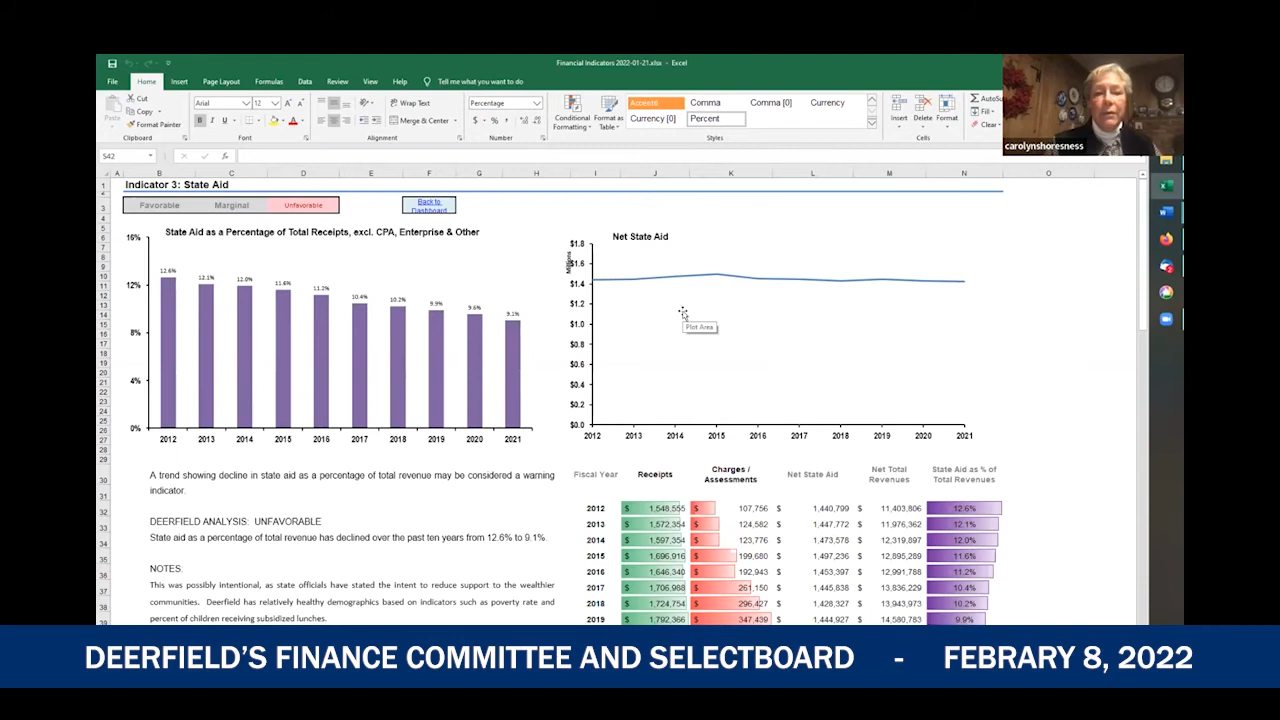 Financial Indicators 2022-01-21.xlsx - Excel
File Home Insert Page Layout Formulas Data Review View Help Tell me what you want to do
Cut
Copy
Format Painter
Paste
Clipboard
Arial 12
B I U
Font
Wrap Text
Merge & Center
Alignment
Percentage
$ % ,
Number
Conditional Formatting
Format as Table
Accent6 Comma Comma [0] Currency
Currency [0] Percent
Styles
Insert Delete Format
Cells
AutoSu
Fill
Clear
carolynshoresness
S42
fx
A B C D E F G H I J K L M N O
Indicator 3: State Aid
Favorable Marginal Unfavorable
Back to
Dashboard
State Aid as a Percentage of Total Receipts, excl. CPA, Enterprise & Other
16%
12%
8%
4%
0%
12.6% 12.1% 12.0% 11.6% 11.2% 10.4% 10.2% 9.9% 9.6% 9.1%
2012 2013 2014 2015 2016 2017 2018 2019 2020 2021
Net State Aid
Millions
$1.8
$1.6
$1.4
$1.2
$1.0
$0.8
$0.6
$0.4
$0.2
$0.0
Plot Area
2012 2013 2014 2015 2016 2017 2018 2019 2020 2021
A trend showing decline in state aid as a percentage of total revenue may be considered a warning
indicator.
DEERFIELD ANALYSIS: UNFAVORABLE
State aid as a percentage of total revenue has declined over the past ten years from 12.6% to 9.1%.
NOTES:
This was possibly intentional, as state officials have stated the intent to reduce support to the wealthier
communities. Deerfield has relatively healthy demographics based on indicators such as poverty rate and
percent of children receiving subsidized lunches.
Fiscal Year Receipts Charges / Assessments Net State Aid Net Total Revenues State Aid as % of Total Revenues
2012 $ 1,548,555 $ 107,756 $ 1,440,799 $ 11,403,806 12.6%
2013 $ 1,572,354 $ 124,582 $ 1,447,772 $ 11,976,362 12.1%
2014 $ 1,597,354 $ 123,776 $ 1,473,578 $ 12,319,897 12.0%
2015 $ 1,696,916 $ 199,680 $ 1,497,236 $ 12,895,289 11.6%
2016 $ 1,646,340 $ 192,943 $ 1,453,397 $ 12,991,788 11.2%
2017 $ 1,706,988 $ 261,150 $ 1,445,838 $ 13,836,229 10.4%
2018 $ 1,724,754 $ 296,427 $ 1,428,327 $ 13,943,973 10.2%
2019 $ 1,792,366 $ 347,439 $ 1,444,927 $ 14,580,783 9.9%
DEERFIELD'S FINANCE COMMITTEE AND SELECTBOARD - FEBRARY 8, 2022